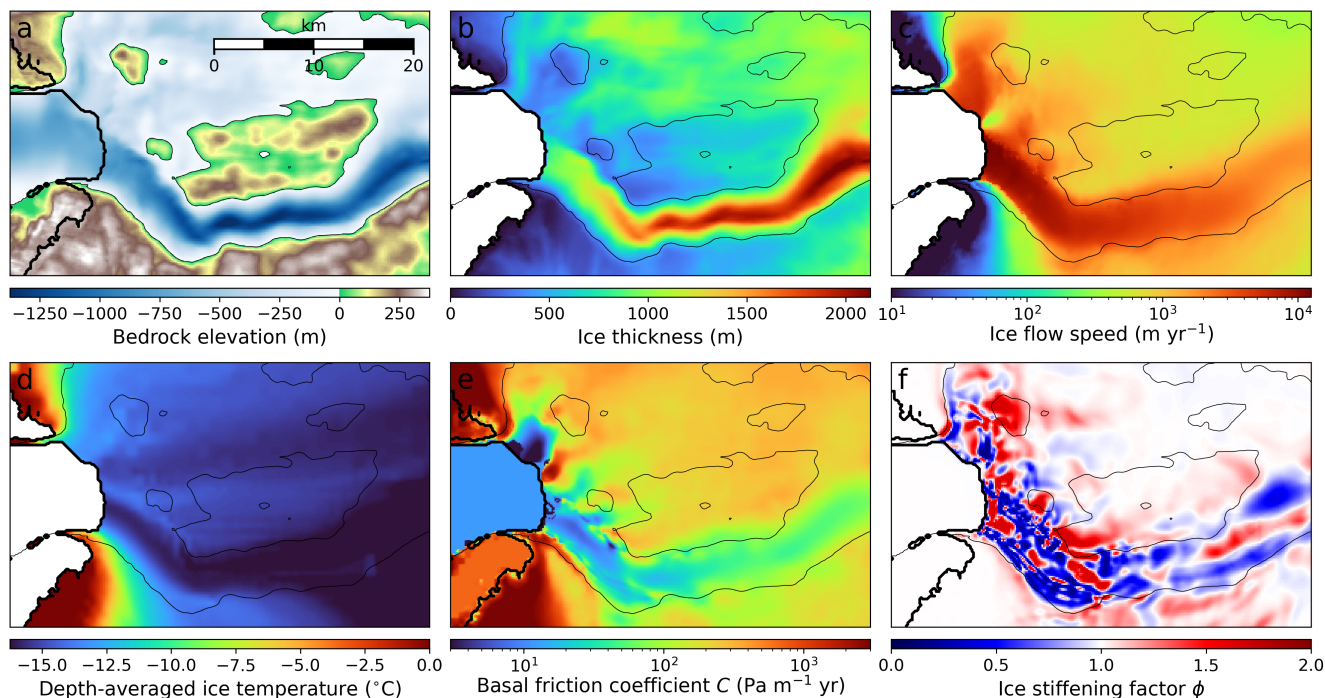 a
km
0 10 20
−1250 −1000 −750 −500 −250 0 250
Bedrock elevation (m)
b
0 500 1000 1500 2000
Ice thickness (m)
c
10¹ 10² 10³ 10⁴
Ice flow speed (m yr⁻¹)
d
−15.0 −12.5 −10.0 −7.5 −5.0 −2.5 0.0
Depth-averaged ice temperature (°C)
e
10¹ 10² 10³
Basal friction coefficient C (Pa m⁻¹ yr)
f
0.0 0.5 1.0 1.5 2.0
Ice stiffening factor ϕ